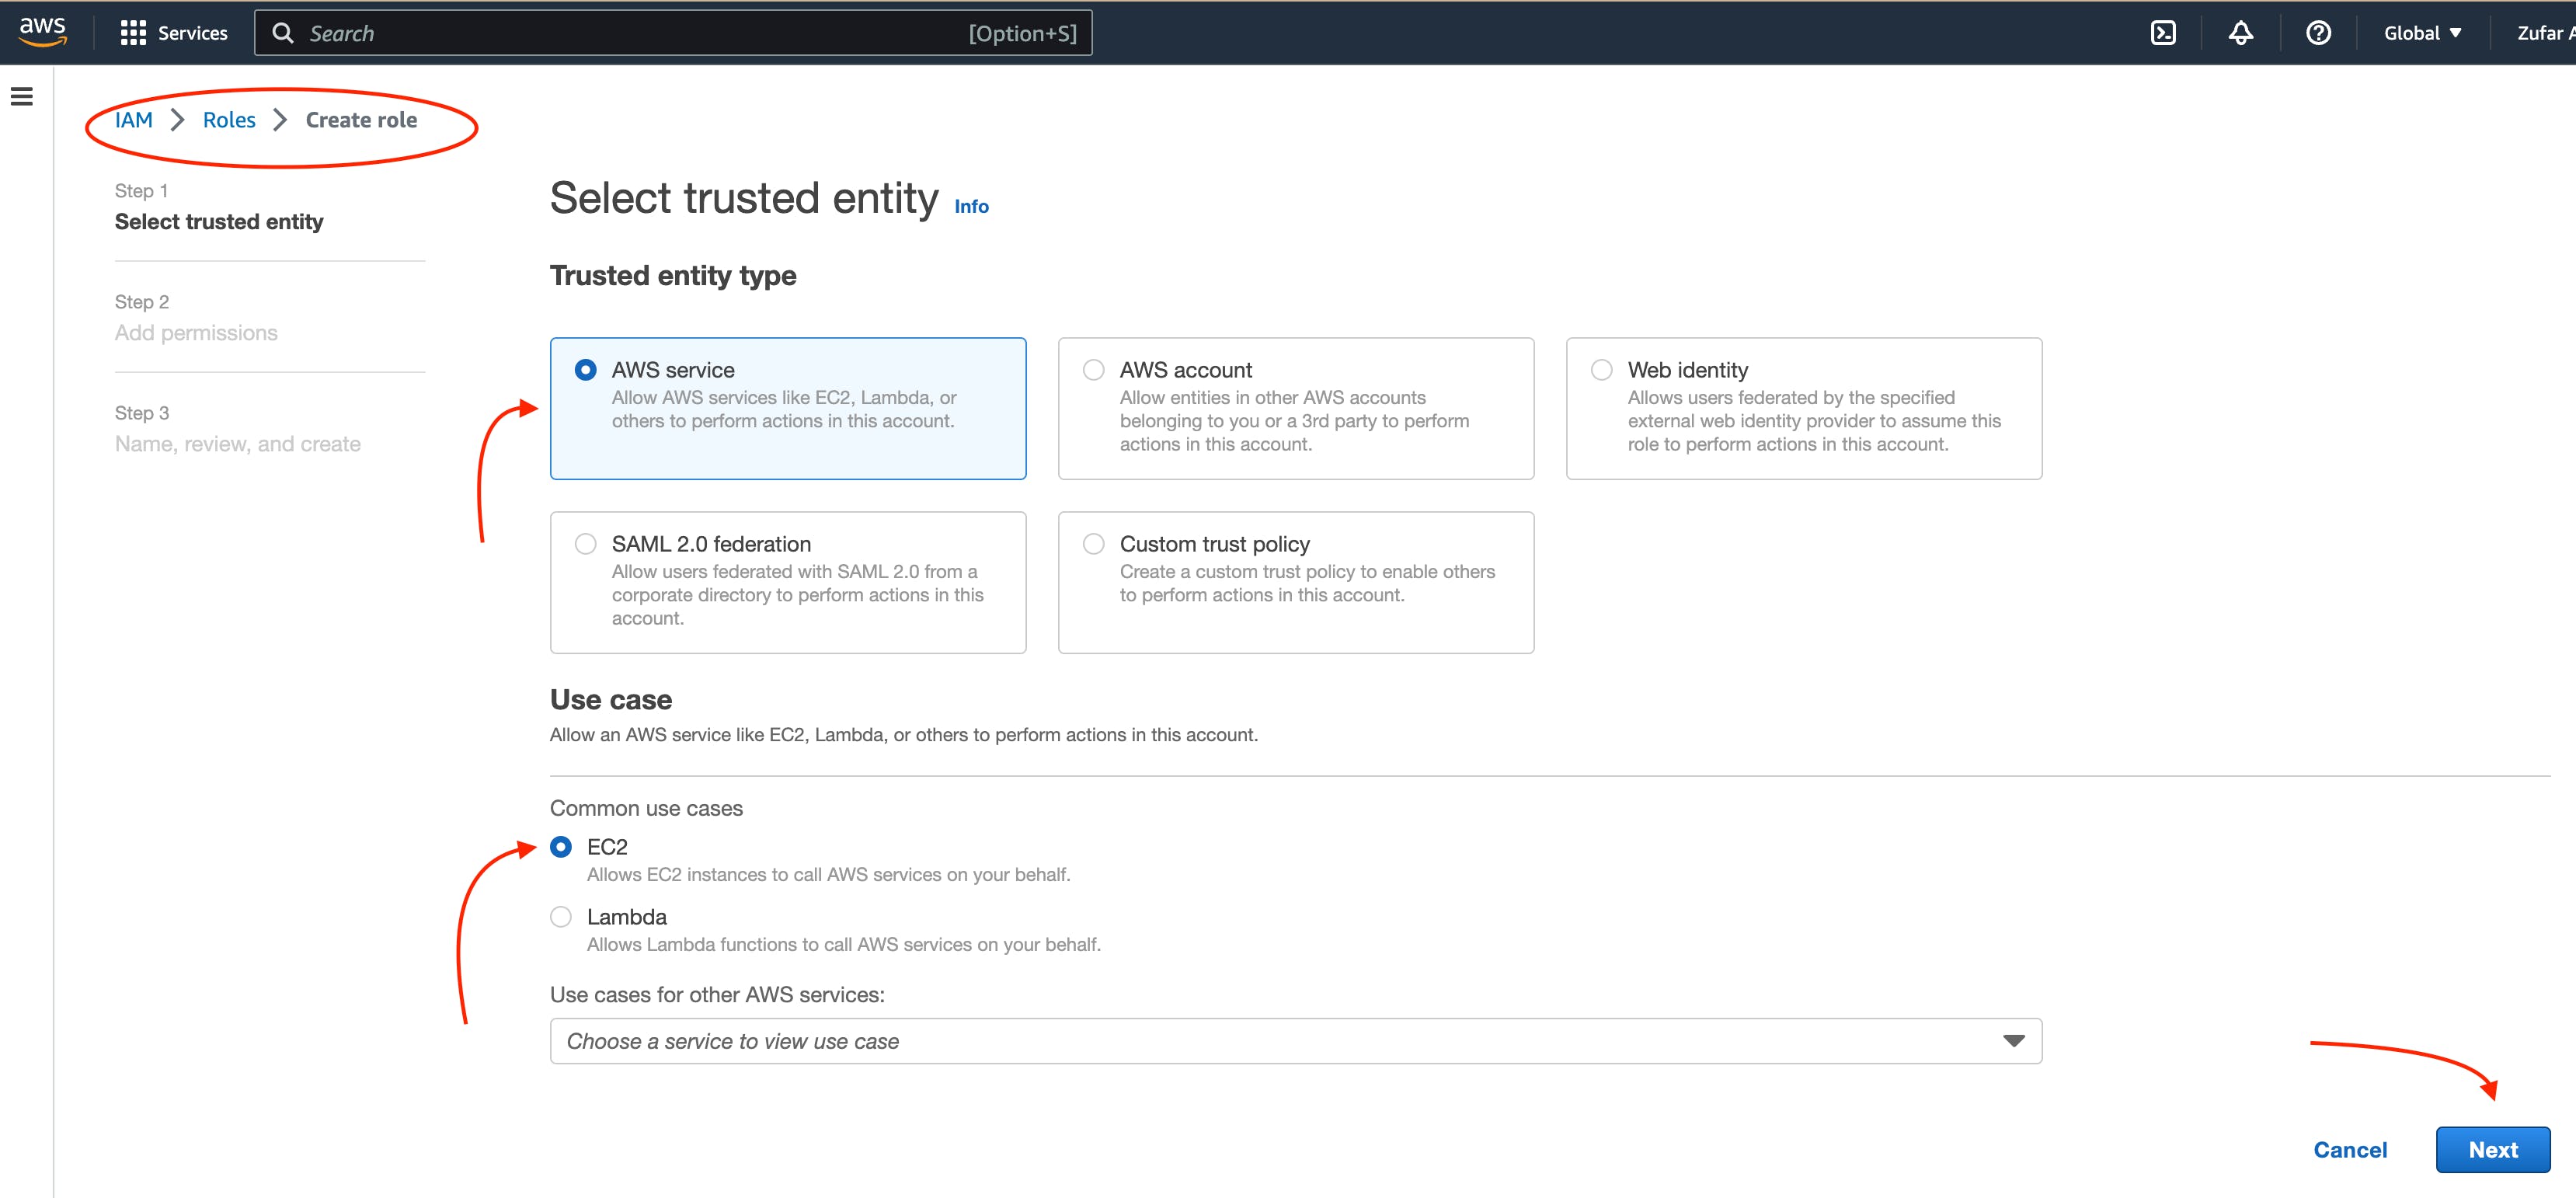 aws
Services
Search [Option+S]
Global
Zufar A
IAM > Roles > Create role
Step 1
Select trusted entity
Step 2
Add permissions
Step 3
Name, review, and create
Select trusted entity Info
Trusted entity type
AWS service
Allow AWS services like EC2, Lambda, or
others to perform actions in this account.
AWS account
Allow entities in other AWS accounts
belonging to you or a 3rd party to perform
actions in this account.
Web identity
Allows users federated by the specified
external web identity provider to assume this
role to perform actions in this account.
SAML 2.0 federation
Allow users federated with SAML 2.0 from a
corporate directory to perform actions in this
account.
Custom trust policy
Create a custom trust policy to enable others
to perform actions in this account.
Use case
Allow an AWS service like EC2, Lambda, or others to perform actions in this account.
Common use cases
EC2
Allows EC2 instances to call AWS services on your behalf.
Lambda
Allows Lambda functions to call AWS services on your behalf.
Use cases for other AWS services:
Choose a service to view use case
Cancel
Next